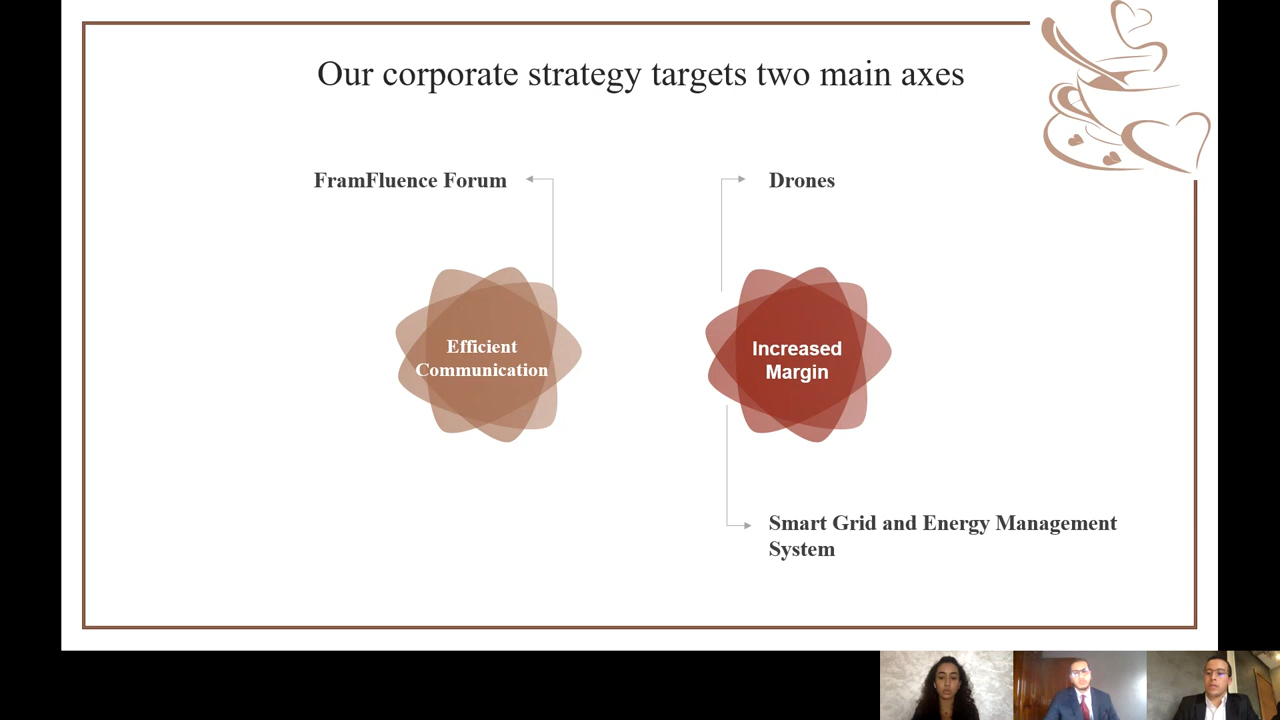 Our corporate strategy targets two main axes
FramFluence Forum
Drones
Efficient
Communication
Increased
Margin
Smart Grid and Energy Management
System